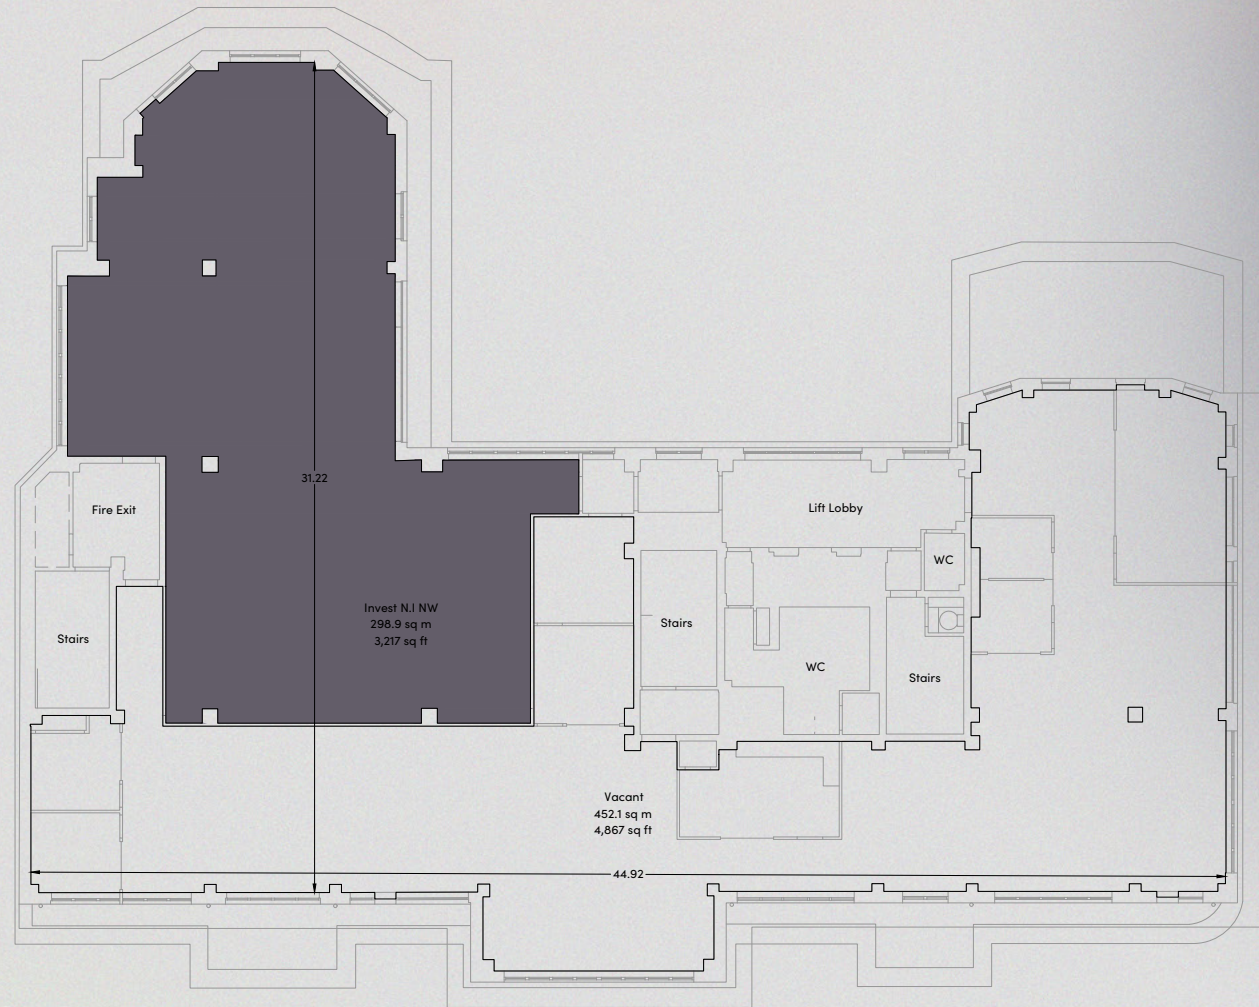 31.22
Fire Exit
Lift Lobby
WC
Invest N.I NW
298.9 sq m
3,217 sq ft
Stairs
Stairs
WC
Stairs
Vacant
452.1 sq m
4,867 sq ft
44.92